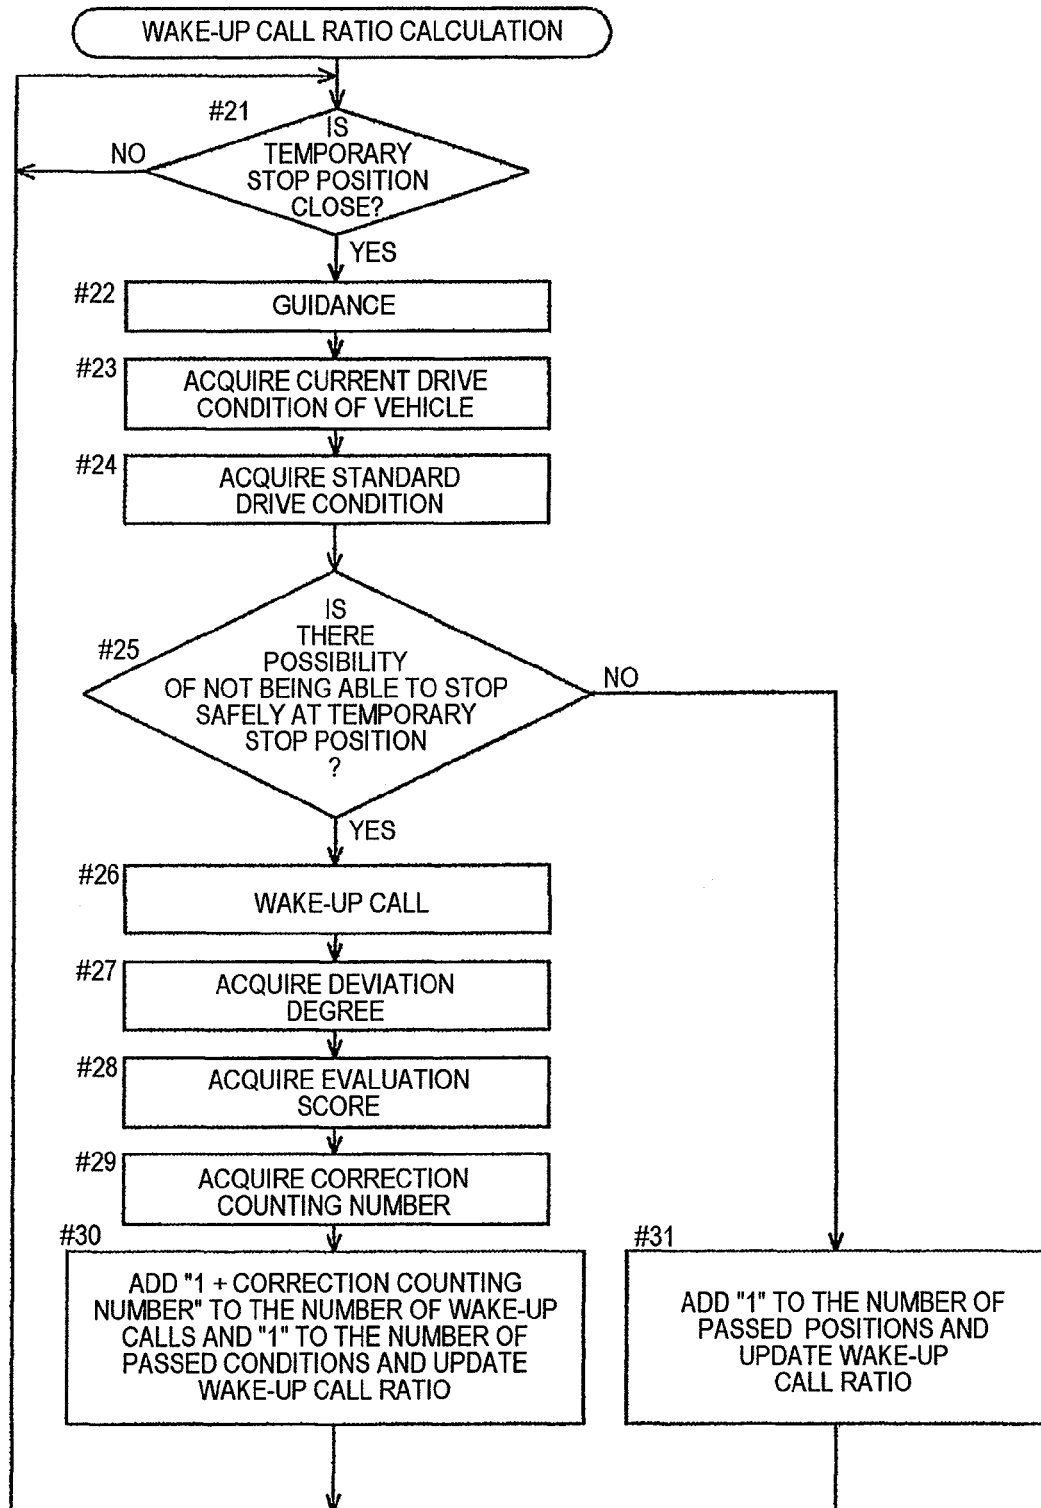 WAKE-UP CALL RATIO CALCULATION
#21
IS
TEMPORARY
STOP POSITION
CLOSE?
NO
YES
#22
GUIDANCE
#23
ACQUIRE CURRENT DRIVE
CONDITION OF VEHICLE
#24
ACQUIRE STANDARD
DRIVE CONDITION
#25
IS
THERE
POSSIBILITY
OF NOT BEING ABLE TO STOP
SAFELY AT TEMPORARY
STOP POSITION
?
NO
YES
#26
WAKE-UP CALL
#27
ACQUIRE DEVIATION
DEGREE
#28
ACQUIRE EVALUATION
SCORE
#29
ACQUIRE CORRECTION
COUNTING NUMBER
#30
ADD "1 + CORRECTION COUNTING
NUMBER" TO THE NUMBER OF WAKE-UP
CALLS AND "1" TO THE NUMBER OF
PASSED CONDITIONS AND UPDATE
WAKE-UP CALL RATIO
#31
ADD "1" TO THE NUMBER OF
PASSED POSITIONS AND
UPDATE WAKE-UP
CALL RATIO